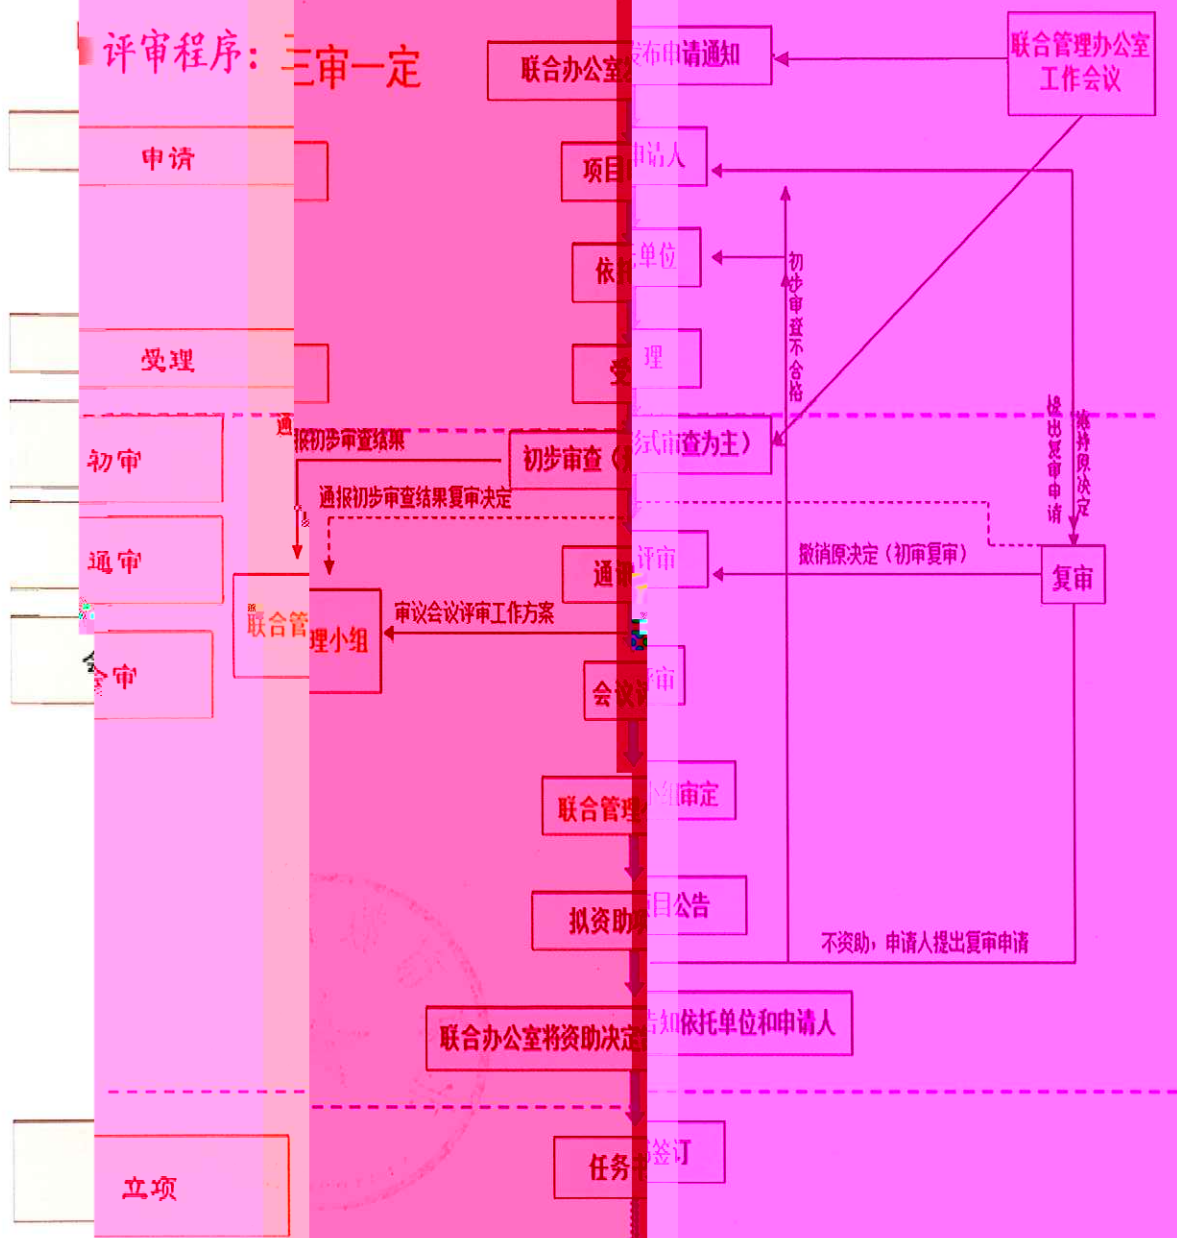 评审程序：三审一定
联合办公室发布申请通知
联合管理办公室
工作会议
申请
项目申请人
依托单位
初步审查不合格
受理
受理
通报初步审查结果
初审
初步审查（形式审查为主）
提出复审申请
维持原决定
通报初步审查结果复审决定
通审
通讯评审
撤销原决定（初审复审）
复审
联合管理小组
审议会议评审工作方案
会审
会议评审
联合管理小组审定
拟资助项目公告
不资助，申请人提出复审申请
联合办公室将资助决定告知依托单位和申请人
立项
任务书签订